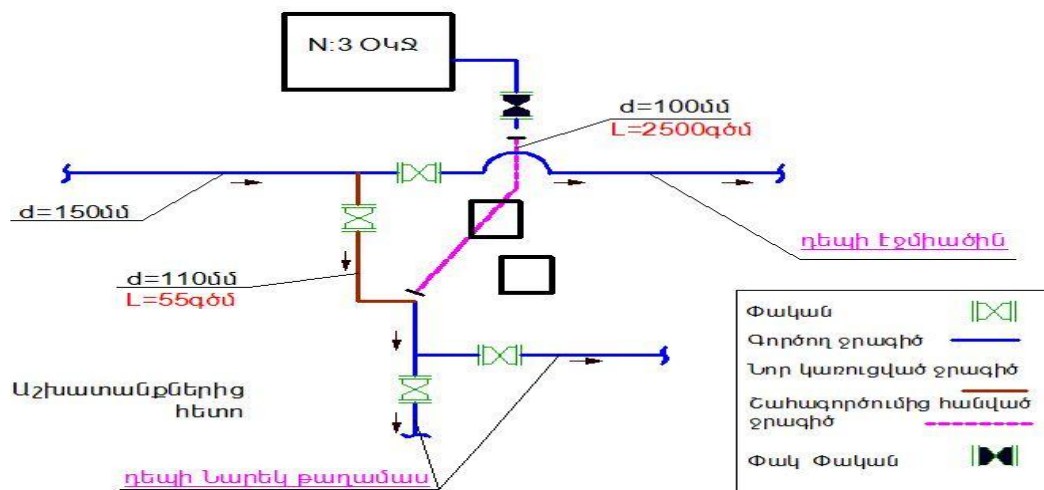 N:3 ՕԿՋ
d=100մմ
L=2500գծմ
d=150մմ
դեպի էջմիածին
d=110մմ
L=55գծմ
Փական
Գործող ջրագիծ
Նոր կառուցված ջրագիծ
Շահագործումից հանված
ջրագիծ
Փակ Փական
Աշխատանքներից
հետո
դեպի Նարեկ թաղամաս